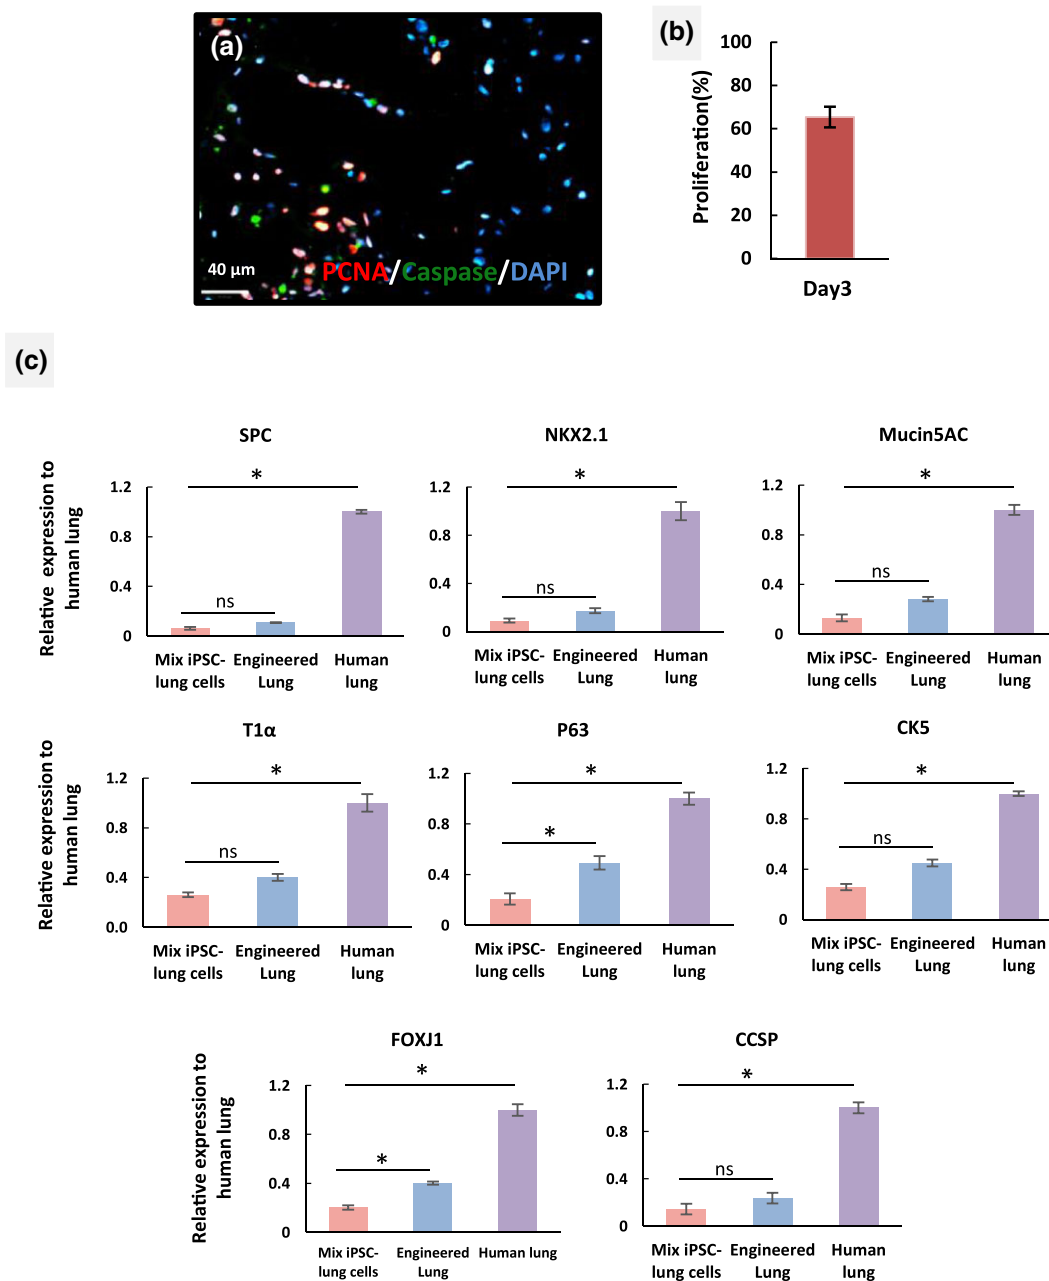 (a)
40 µm
PCNA/Caspase/DAPI
(b)
Proliferation(%)
100
80
60
40
20
0
Day3
(c)
Relative expression to
human lung
SPC
*
1.2
0.8
0.4
0
ns
Mix iPSC-
lung cells
Engineered
Lung
Human
lung
NKX2.1
*
1.2
0.8
0.4
0
ns
Mix iPSC-
lung cells
Engineered
Lung
Human
lung
Mucin5AC
*
1.2
0.8
0.4
0
ns
Mix iPSC-
lung cells
Engineered
Lung
Human
lung
Relative expression to
human lung
T1α
*
1.2
0.8
0.4
0.0
ns
Mix iPSC-
lung cells
Engineered
Lung
Human
lung
P63
*
1.2
0.8
0.4
0
*
Mix iPSC-
lung cells
Engineered
Lung
Human
lung
CK5
*
1.2
0.8
0.4
0
ns
Mix iPSC-
lung cells
Engineered
Lung
Human
lung
Relative expression to
human lung
FOXJ1
*
1.2
0.8
0.4
0
*
Mix iPSC-
lung cells
Engineered
Lung
Human lung
CCSP
*
1.2
0.8
0.4
0
ns
Mix iPSC-
lung cells
Engineered
Lung
Human
lung